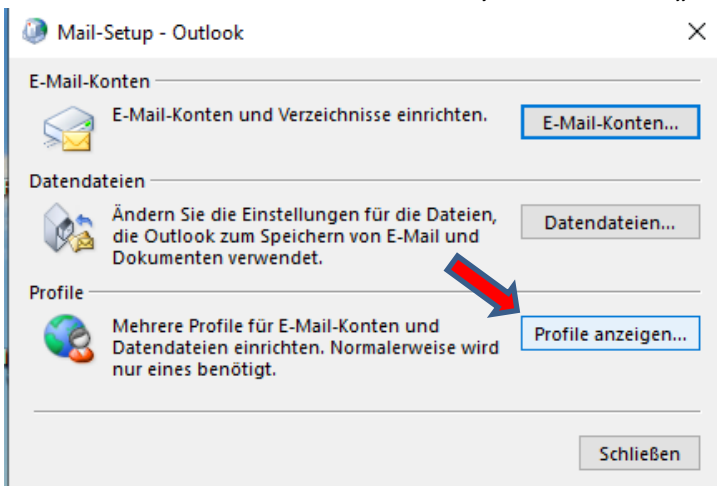 Mail-Setup - Outlook
E-Mail-Konten
E-Mail-Konten und Verzeichnisse einrichten.
E-Mail-Konten...
Datendateien
Ändern Sie die Einstellungen für die Dateien,
die Outlook zum Speichern von E-Mail und
Dokumenten verwendet.
Datendateien...
Profile
Mehrere Profile für E-Mail-Konten und
Datendateien einrichten. Normalerweise wird
nur eines benötigt.
Profile anzeigen...
Schließen